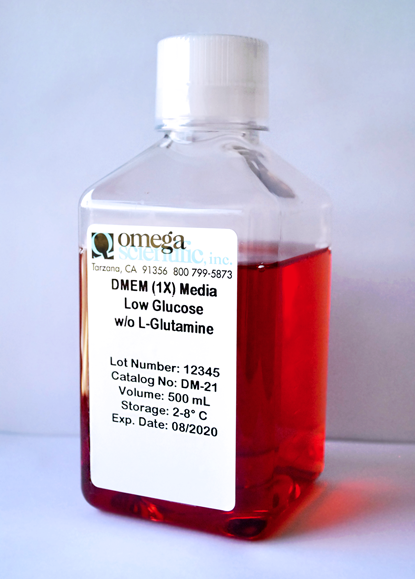 Ω omega
scientific, inc.
Tarzana, CA 91356 800 799-5873
DMEM (1X) Media
Low Glucose
w/o L-Glutamine
Lot Number: 12345
Catalog No: DM-21
Volume: 500 mL
Storage: 2-8° C
Exp. Date: 08/2020